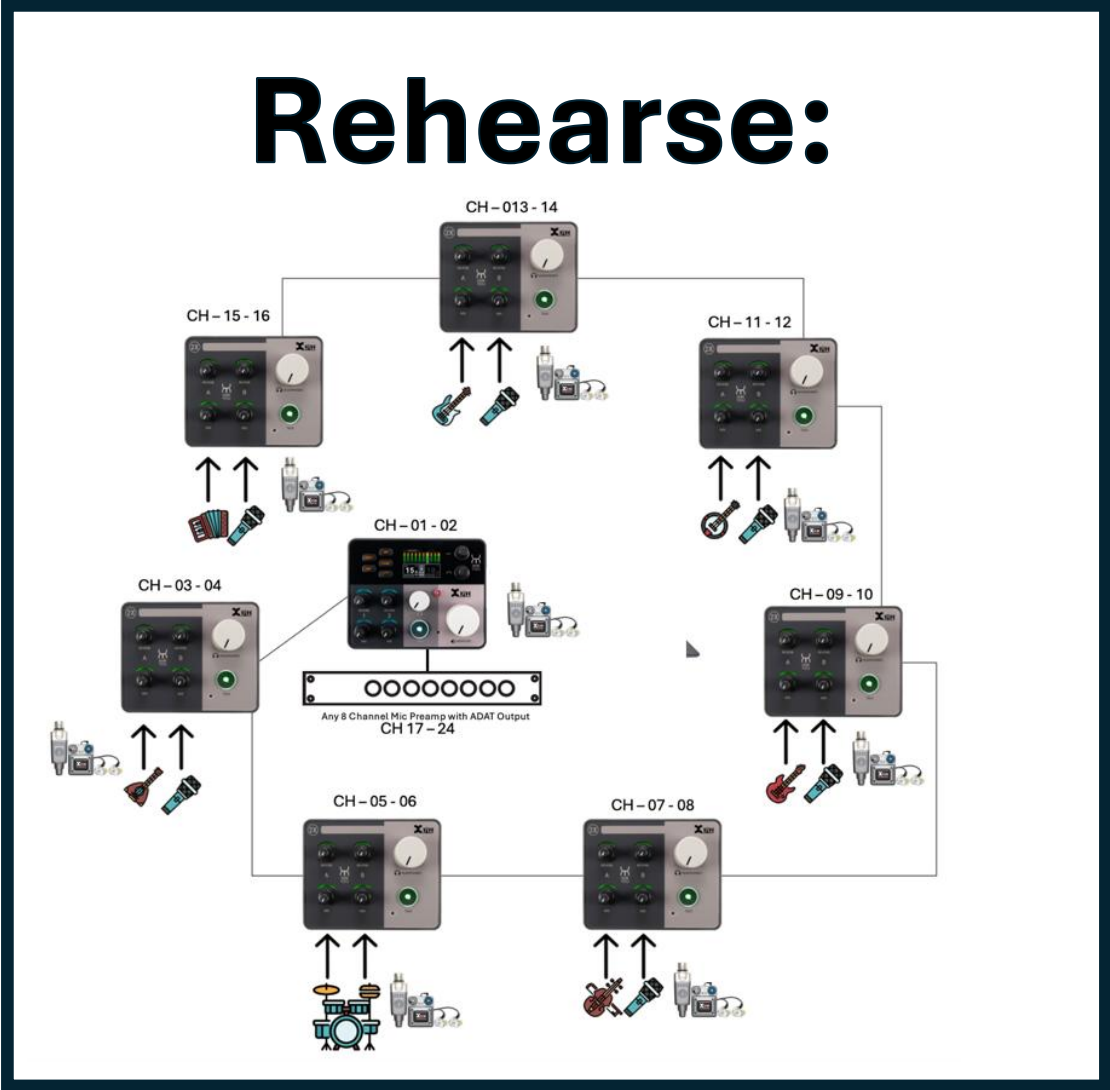 Rehearse:
CH – 013 - 14
CH – 15 - 16
CH – 11 - 12
CH – 01 - 02
CH – 03 - 04
CH – 09 - 10
Any 8 Channel Mic Preamp with ADAT Output
CH 17 – 24
CH – 05 - 06
CH – 07 - 08